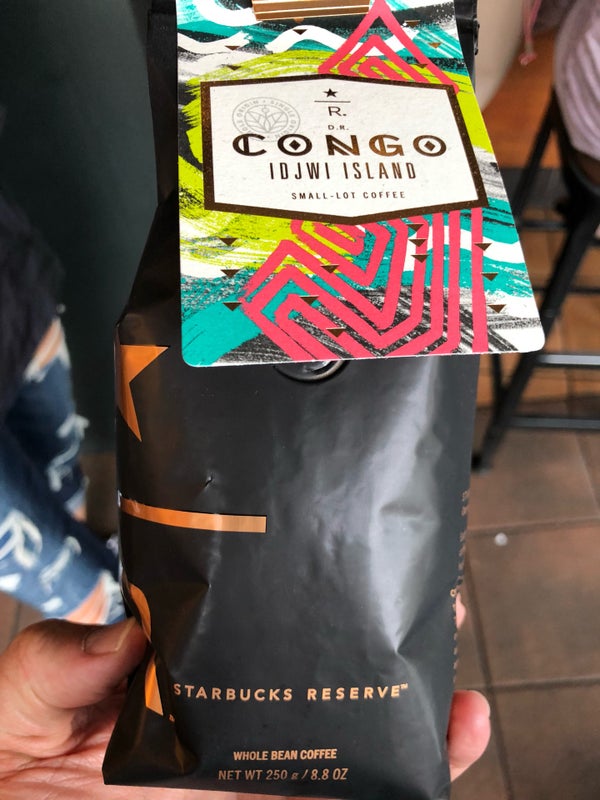 R.
D.R.
CONGO
IDJWI ISLAND
SMALL-LOT COFFEE
STARBUCKS RESERVE™
WHOLE BEAN COFFEE
NET WT 250 g / 8.8 OZ